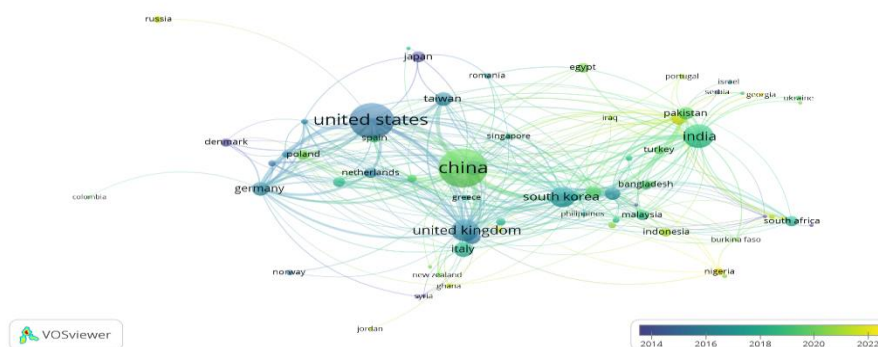 russia
japan
romania
egypt
portugal
israel
serbia
georgia
ukraine
taiwan
united states
spain
singapore
iraq
pakistan
india
denmark
poland
turkey
netherlands
china
germany
columbia
greece
south korea
bangladesh
philippines
malaysia
south africa
united kingdom
indonesia
burkina faso
italy
norway
new zealand
nigeria
ghana
syria
jordan
VOSviewer
2014 2016 2018 2020 2022